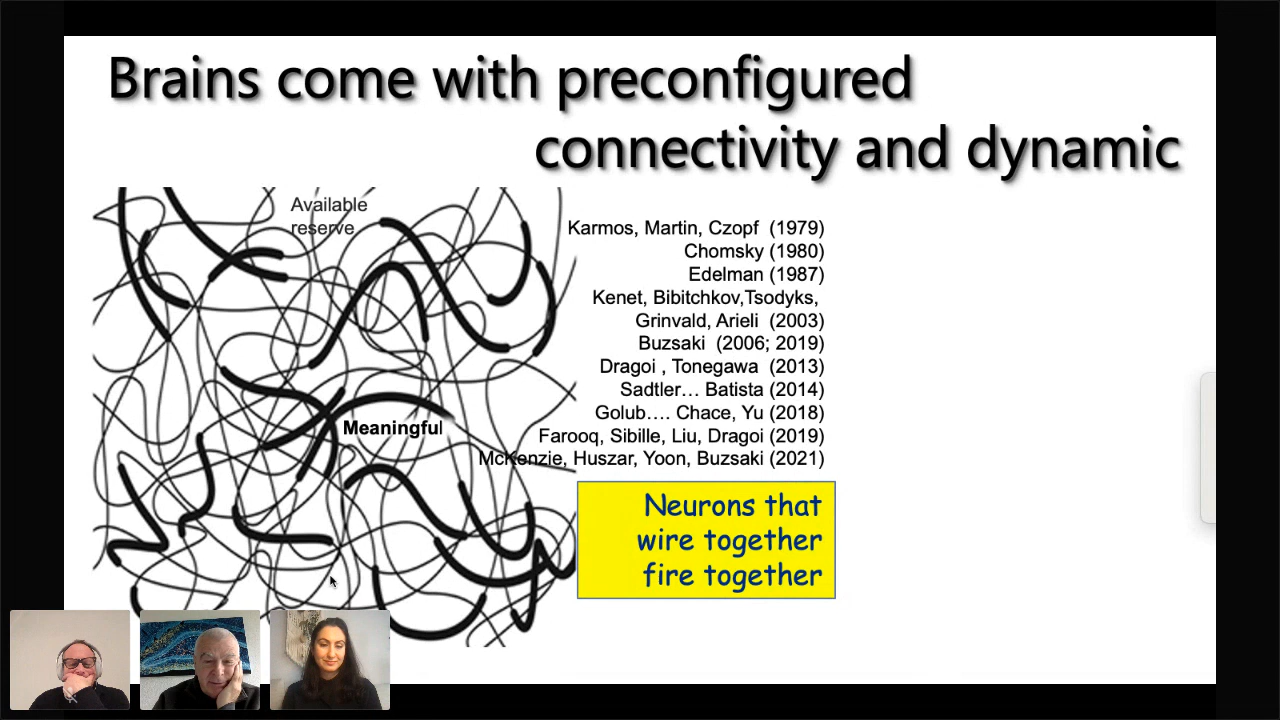 Brains come with preconfigured
connectivity and dynamic
Available
reserve
Meaningful
Karmos, Martin, Czopf (1979)
Chomsky (1980)
Edelman (1987)
Kenet, Bibitchkov,Tsodyks,
Grinvald, Arieli (2003)
Buzsaki (2006; 2019)
Dragoi , Tonegawa (2013)
Sadtler... Batista (2014)
Golub.... Chace, Yu (2018)
Farooq, Sibille, Liu, Dragoi (2019)
McKenzie, Huszar, Yoon, Buzsaki (2021)
Neurons that
wire together
fire together